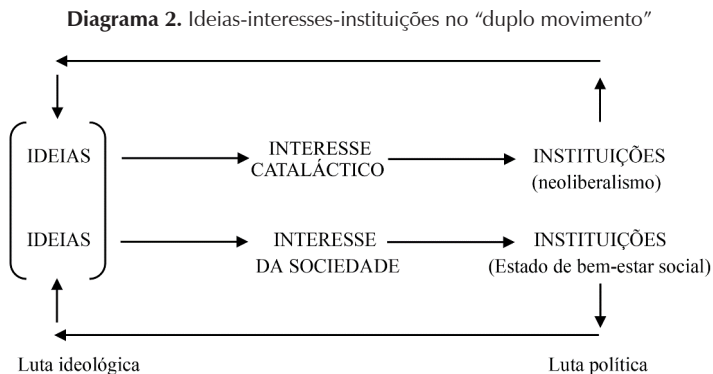 Diagrama 2. Ideias-interesses-instituições no “duplo movimento”
IDEIAS
INTERESSE
CATALÁCTICO
INSTITUIÇÕES
(neoliberalismo)
IDEIAS
INTERESSE
DA SOCIEDADE
INSTITUIÇÕES
(Estado de bem-estar social)
Luta ideológica
Luta política